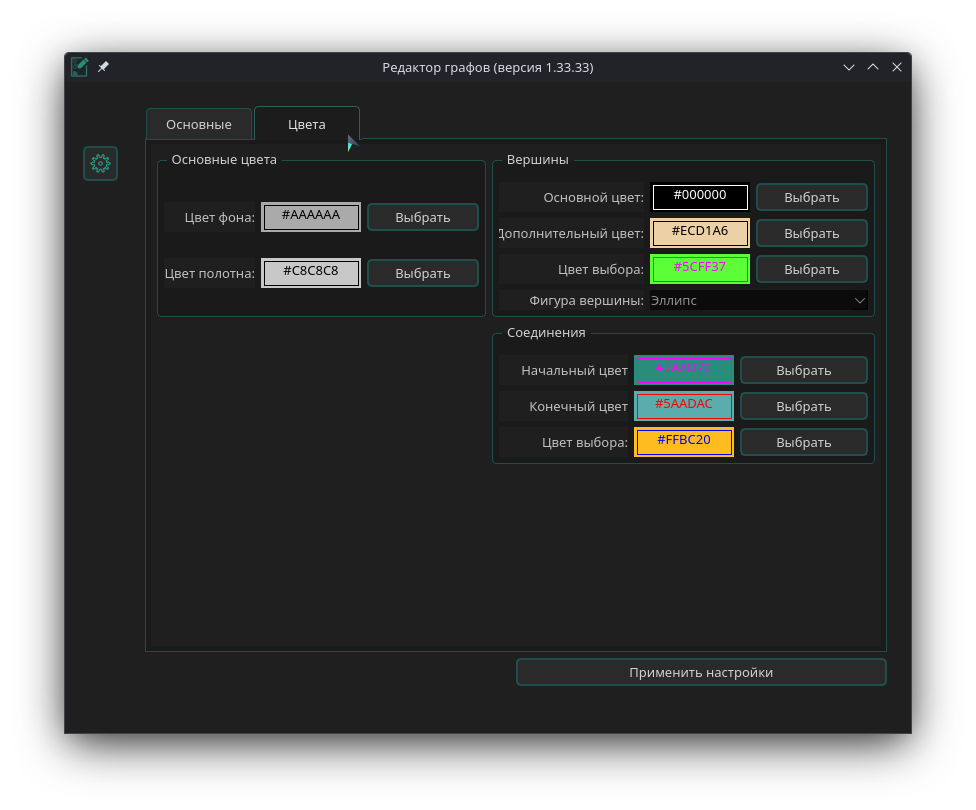 Редактор графов (версия 1.33.33)
Основные
Цвета
Основные цвета
Цвет фона:
#AAAAAA
Выбрать
Цвет полотна:
#C8C8C8
Выбрать
Вершины
Основной цвет:
#000000
Выбрать
Дополнительный цвет:
#ECD1A6
Выбрать
Цвет выбора:
#5CFF37
Выбрать
Фигура вершины:
Эллипс
Соединения
Начальный цвет
Выбрать
Конечный цвет
#5AADAC
Выбрать
Цвет выбора:
#FFBC20
Выбрать
Применить настройки